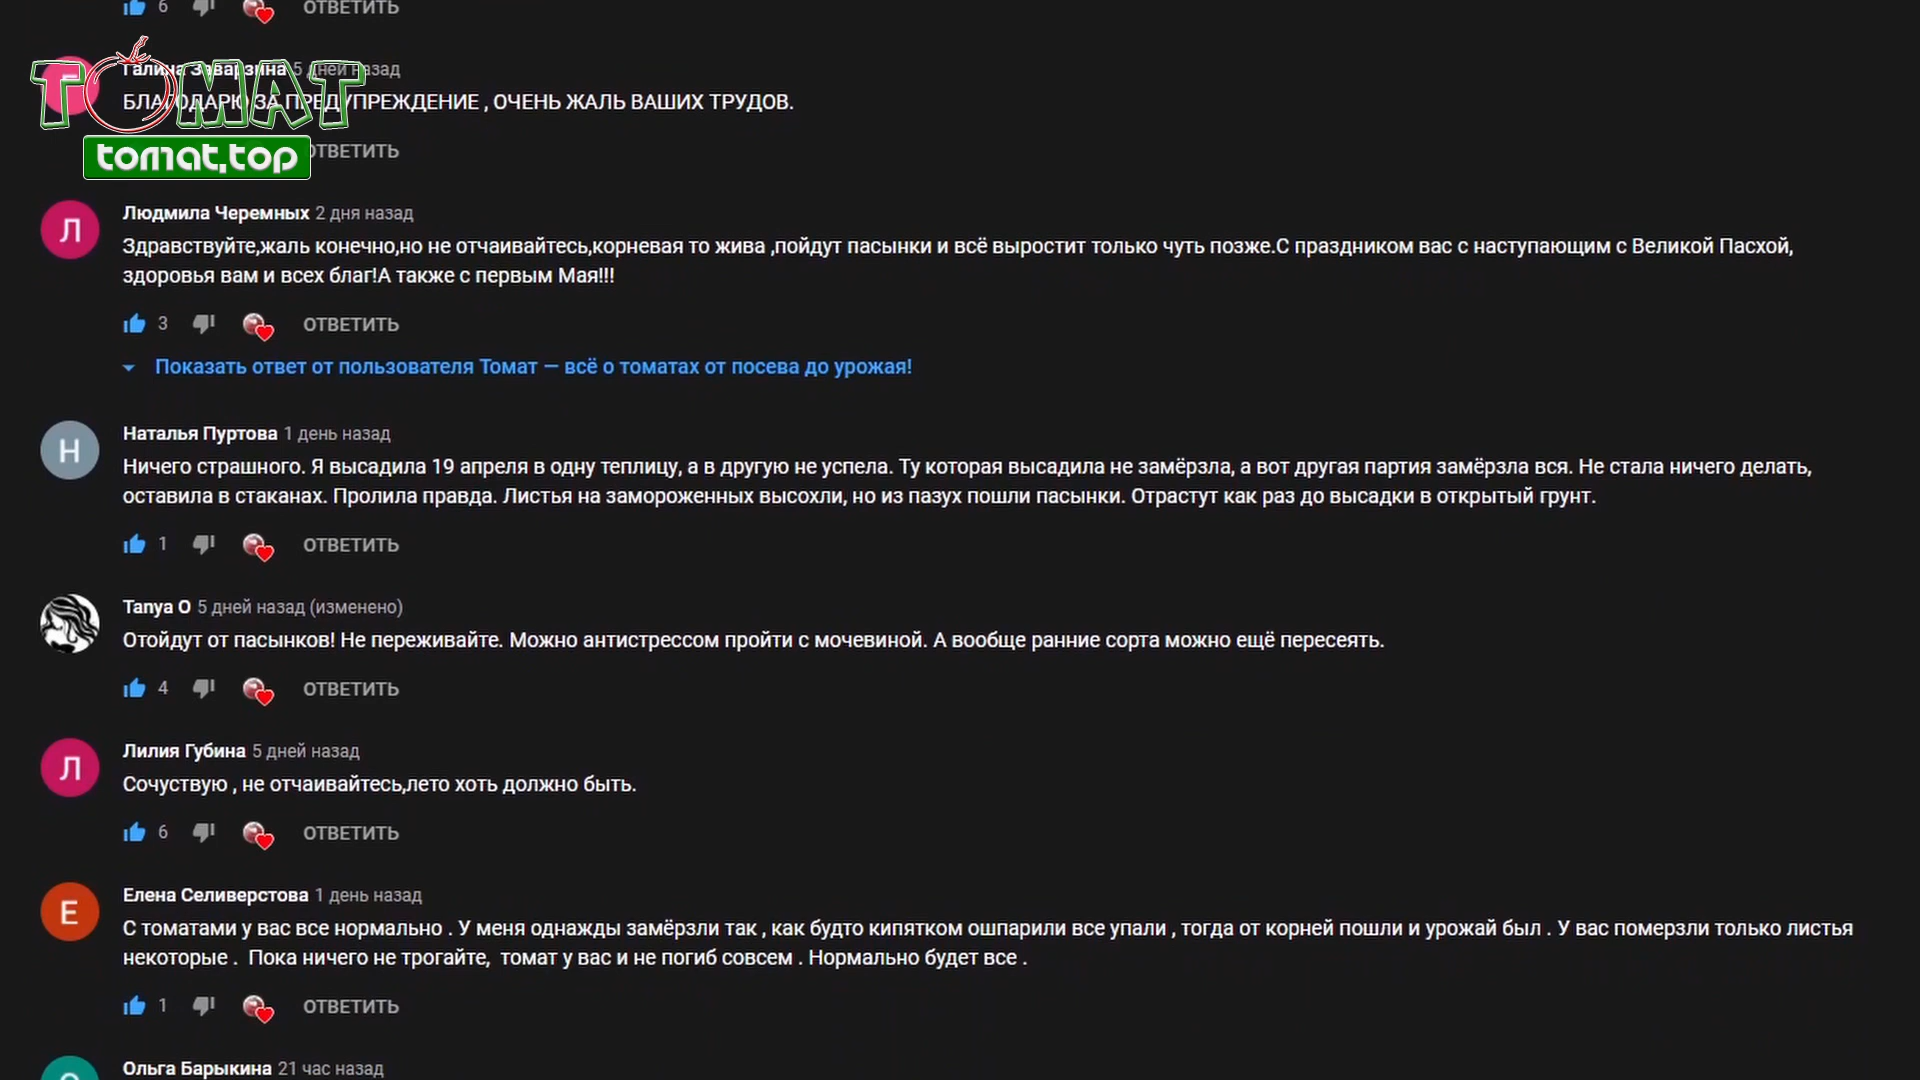 6 ОТВЕТИТЬ
Галина Заварзина 5 дней назад
БЛАГОДАРЮ ЗА ПРЕДУПРЕЖДЕНИЕ , ОЧЕНЬ ЖАЛЬ ВАШИХ ТРУДОВ.
ТОМАТ
tomat.top
ОТВЕТИТЬ
Л
Людмила Черемных 2 дня назад
Здравствуйте,жаль конечно,но не отчаивайтесь,корневая то жива ,пойдут пасынки и всё выростит только чуть позже.С праздником вас с наступающим с Великой Пасхой,
здоровья вам и всех благ!А также с первым Мая!!!
3 ОТВЕТИТЬ
Показать ответ от пользователя Томат — всё о томатах от посева до урожая!
Н
Наталья Пуртова 1 день назад
Ничего страшного. Я высадила 19 апреля в одну теплицу, а в другую не успела. Ту которая высадила не замёрзла, а вот другая партия замёрзла вся. Не стала ничего делать,
оставила в стаканах. Пролила правда. Листья на замороженных высохли, но из пазух пошли пасынки. Отрастут как раз до высадки в открытый грунт.
1 ОТВЕТИТЬ
Tanya O 5 дней назад (изменено)
Отойдут от пасынков! Не переживайте. Можно антистрессом пройти с мочевиной. А вообще ранние сорта можно ещё пересеять.
4 ОТВЕТИТЬ
Л
Лилия Губина 5 дней назад
Сочуствую , не отчаивайтесь,лето хоть должно быть.
6 ОТВЕТИТЬ
Е
Елена Селиверстова 1 день назад
С томатами у вас все нормально . У меня однажды замёрзли так , как будто кипятком ошпарили все упали , тогда от корней пошли и урожай был . У вас померзли только листья
некоторые . Пока ничего не трогайте, томат у вас и не погиб совсем . Нормально будет все .
1 ОТВЕТИТЬ
Ольга Барыкина 21 час назад